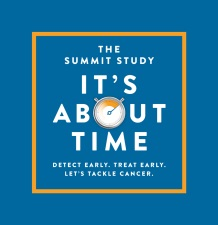 THE
SUMMIT STUDY
IT'S
ABOUT
TIME
DETECT EARLY. TREAT EARLY.
LET'S TACKLE CANCER.